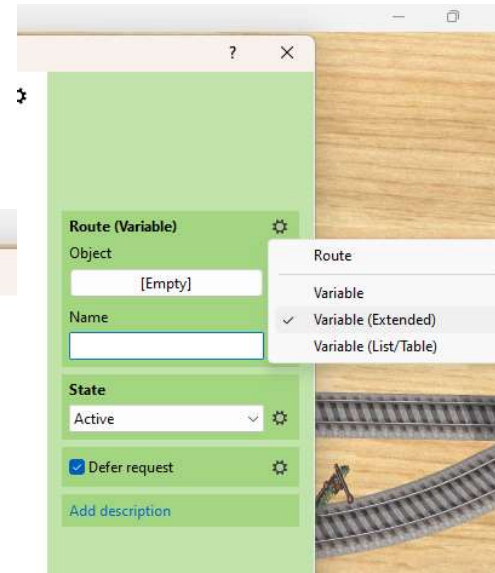 ?
Route (Variable)
Object
[Empty]
Name
State
Active
Defer request
Add description
Route
Variable
Variable (Extended)
Variable (List/Table)